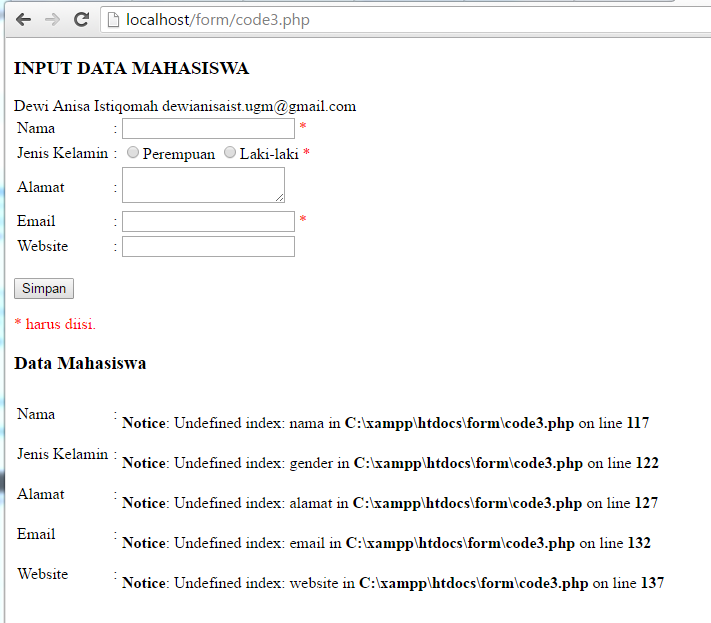 localhost/form/code3.php
INPUT DATA MAHASISWA
Dewi Anisa Istiqomah dewianisaist.ugm@gmail.com
Nama : *
Jenis Kelamin : Perempuan Laki-laki *
Alamat :
Email : *
Website :
Simpan
* harus diisi.
Data Mahasiswa
Nama : Notice: Undefined index: nama in C:\xampp\htdocs\form\code3.php on line 117
Jenis Kelamin : Notice: Undefined index: gender in C:\xampp\htdocs\form\code3.php on line 122
Alamat : Notice: Undefined index: alamat in C:\xampp\htdocs\form\code3.php on line 127
Email : Notice: Undefined index: email in C:\xampp\htdocs\form\code3.php on line 132
Website : Notice: Undefined index: website in C:\xampp\htdocs\form\code3.php on line 137